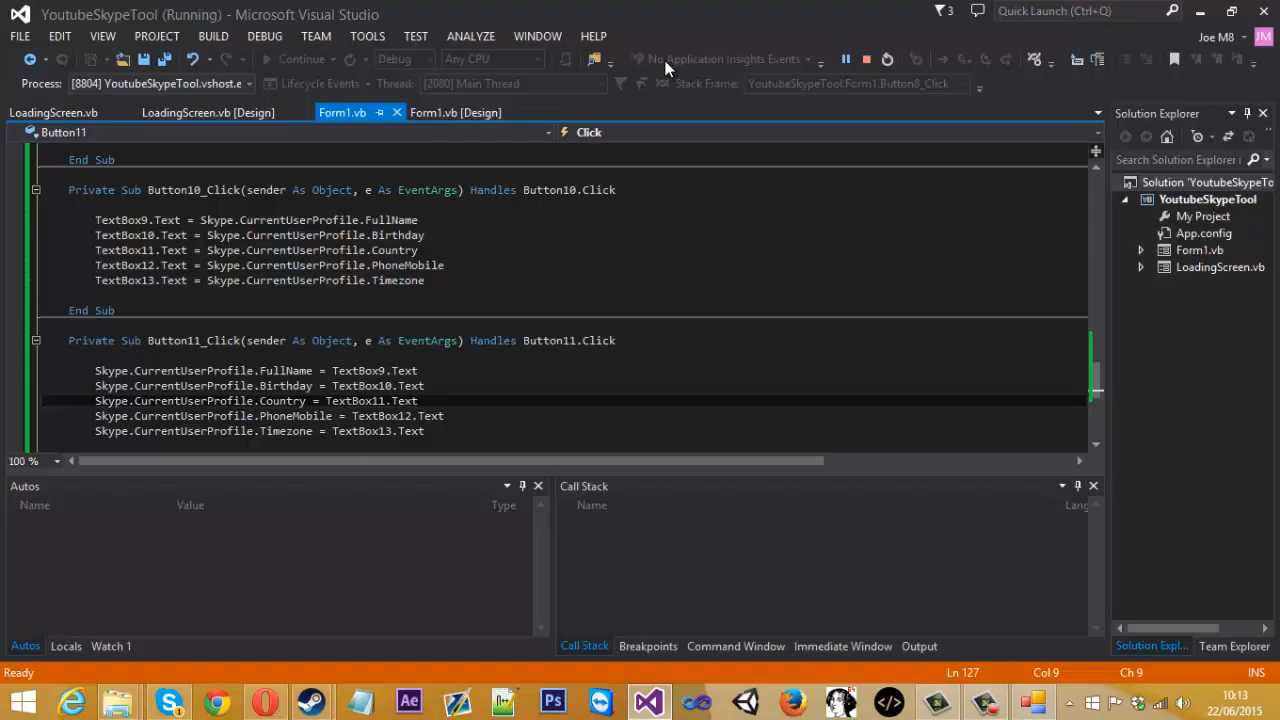 YoutubeSkypeTool (Running) - Microsoft Visual Studio
3
Quick Launch (Ctrl+Q)
FILE EDIT VIEW PROJECT BUILD DEBUG TEAM TOOLS TEST ANALYZE WINDOW HELP
Joe M8 JM
Continue Debug Any CPU No Application Insights Events
Process: [8804] YoutubeSkypeTool.vshost.e Lifecycle Events Thread: [2080] Main Thread Stack Frame: YoutubeSkypeTool.Form1.Button8_Click
LoadingScreen.vb LoadingScreen.vb [Design] Form1.vb Form1.vb [Design]
Button11 Click
End Sub
Private Sub Button10_Click(sender As Object, e As EventArgs) Handles Button10.Click
TextBox9.Text = Skype.CurrentUserProfile.FullName
TextBox10.Text = Skype.CurrentUserProfile.Birthday
TextBox11.Text = Skype.CurrentUserProfile.Country
TextBox12.Text = Skype.CurrentUserProfile.PhoneMobile
TextBox13.Text = Skype.CurrentUserProfile.Timezone
End Sub
Private Sub Button11_Click(sender As Object, e As EventArgs) Handles Button11.Click
Skype.CurrentUserProfile.FullName = TextBox9.Text
Skype.CurrentUserProfile.Birthday = TextBox10.Text
Skype.CurrentUserProfile.Country = TextBox11.Text
Skype.CurrentUserProfile.PhoneMobile = TextBox12.Text
Skype.CurrentUserProfile.Timezone = TextBox13.Text
100 %
Autos
Name Value Type
Autos Locals Watch 1
Call Stack
Name Lang
Call Stack Breakpoints Command Window Immediate Window Output
Solution Explorer
Search Solution Explorer (
Solution 'YoutubeSkypeTo
VB YoutubeSkypeTool
My Project
App.config
Form1.vb
LoadingScreen.vb
Solution Expl... Team Explorer
Ready Ln 127 Col 9 Ch 9 INS
Ae Ps
10:13
22/06/2015